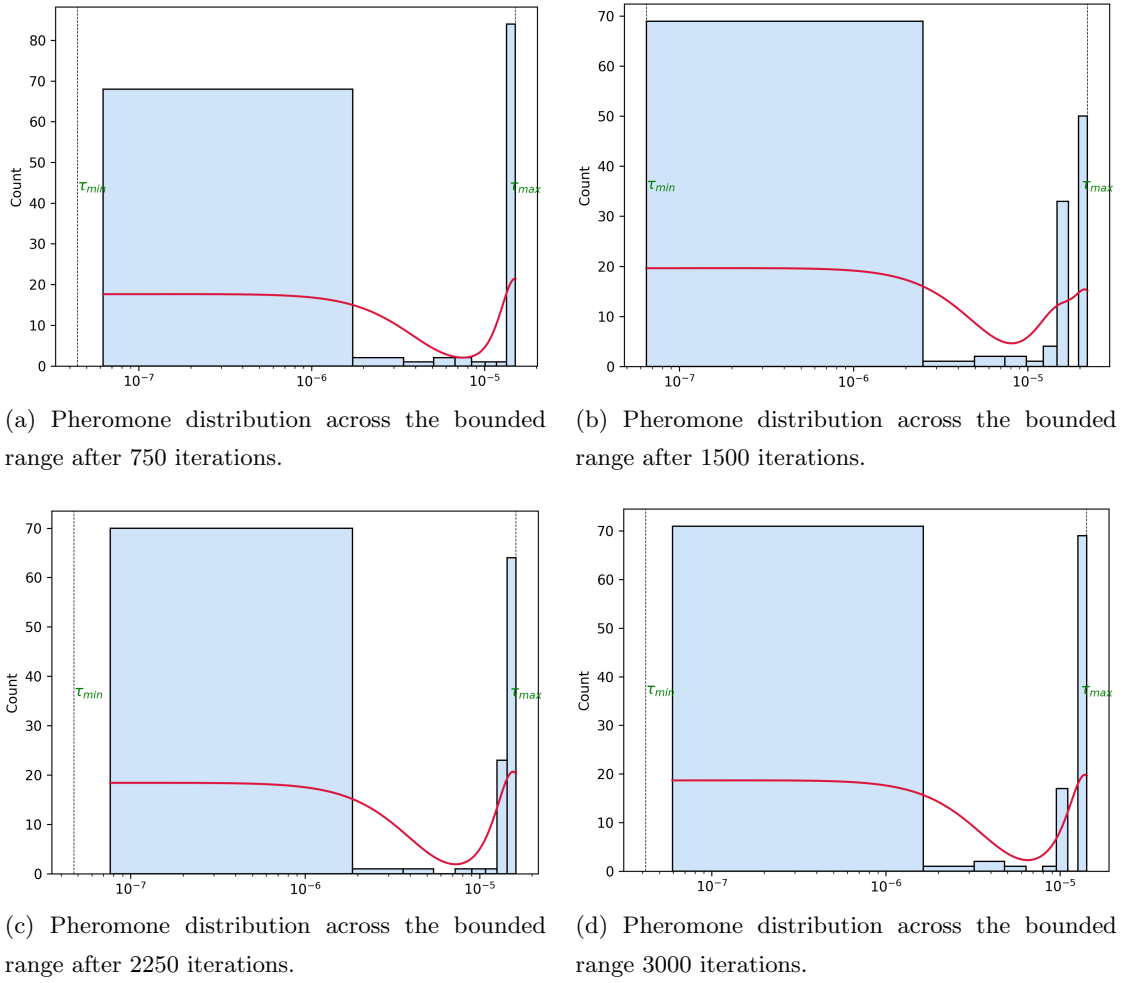 80
70
60
50
40
30
20
10
0
Count
τmin
τmax
10⁻⁷
10⁻⁶
10⁻⁵
(a) Pheromone distribution across the bounded
range after 750 iterations.
70
60
50
40
30
20
10
0
Count
τmin
τmax
10⁻⁷
10⁻⁶
10⁻⁵
(b) Pheromone distribution across the bounded
range after 1500 iterations.
70
60
50
40
30
20
10
0
Count
τmin
τmax
10⁻⁷
10⁻⁶
10⁻⁵
(c) Pheromone distribution across the bounded
range after 2250 iterations.
70
60
50
40
30
20
10
0
Count
τmin
τmax
10⁻⁷
10⁻⁶
10⁻⁵
(d) Pheromone distribution across the bounded
range 3000 iterations.